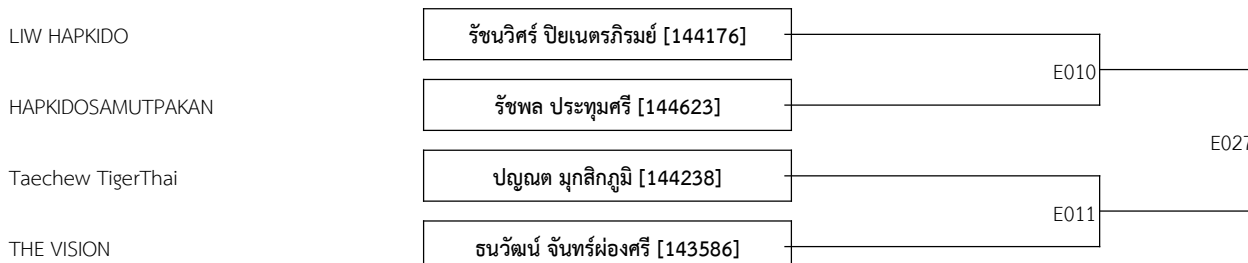 LIW HAPKIDO รัชนวิศร์ ปิยเนตรภิรมย์ [144176]
E010
HAPKIDOSAMUTPAKAN รัชพล ประทุมศรี [144623]
E027
Taechew TigerThai ปญณต มุกสิกภูมิ [144238]
E011
THE VISION ธนวัฒน์ จันทร์ผ่องศรี [143586]